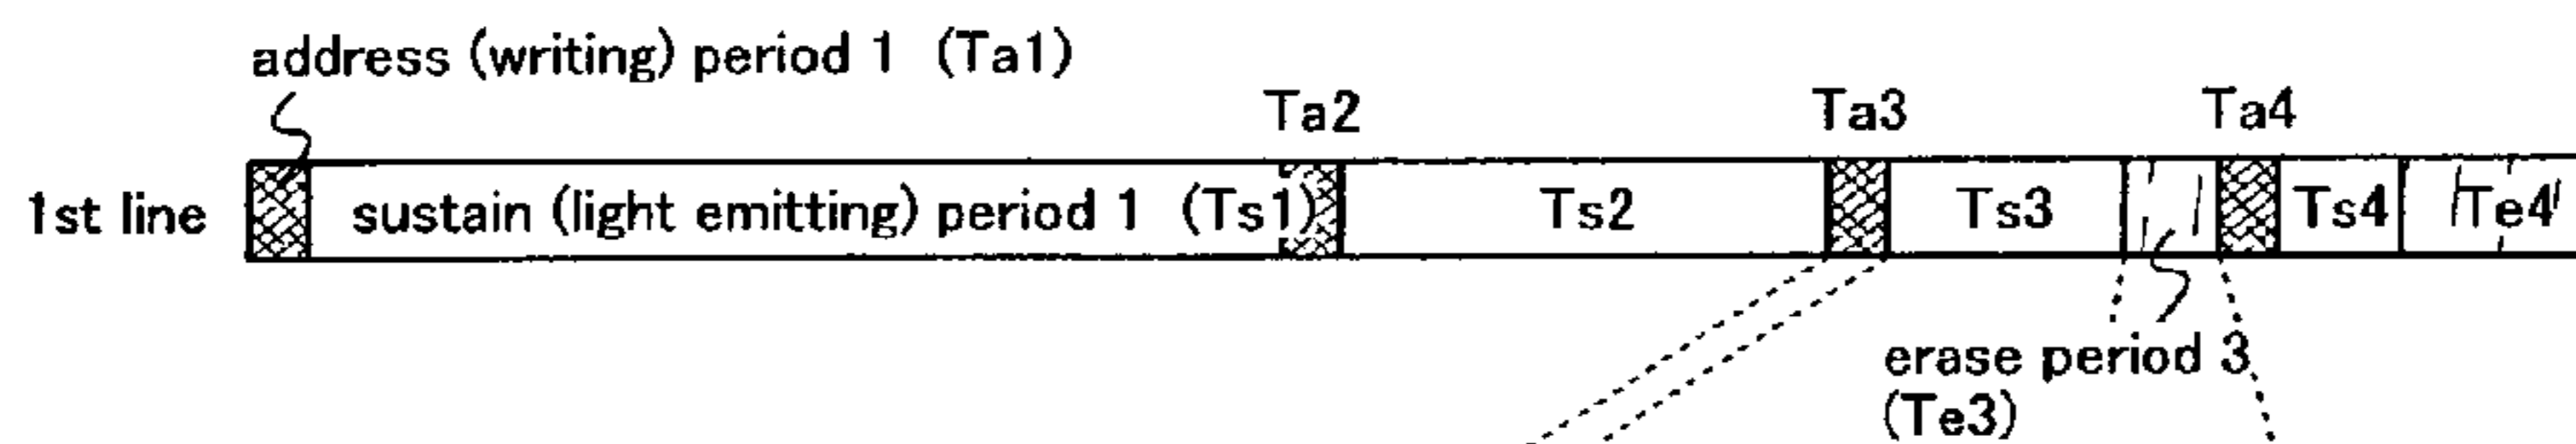 address (writing) period 1 (Ta1)
Ta2 Ta3 Ta4
1st line sustain (light emitting) period 1 (Ts1) Ts2 Ts3 Ts4 Te4
erase period 3
(Te3)